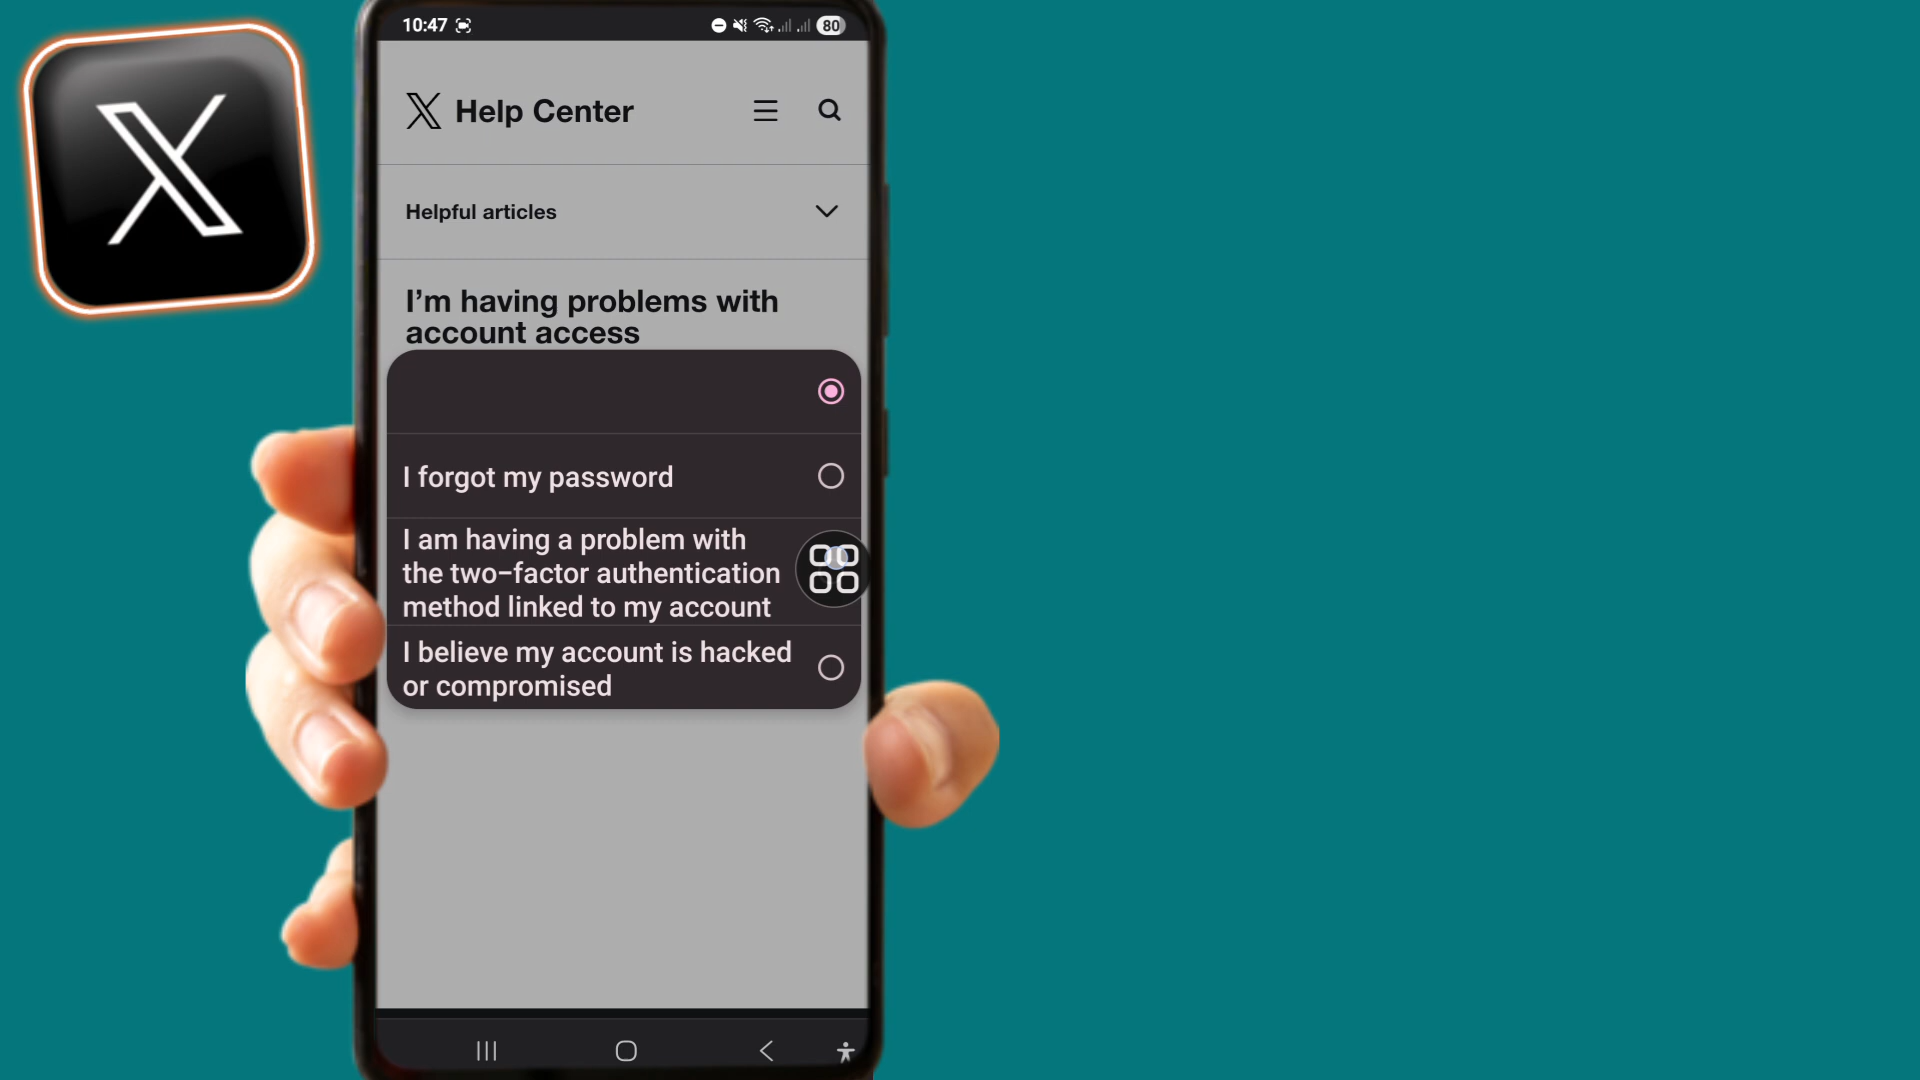 10:47
80
X Help Center
Helpful articles
I’m having problems with
account access
I forgot my password
I am having a problem with
the two-factor authentication
method linked to my account
I believe my account is hacked
or compromised